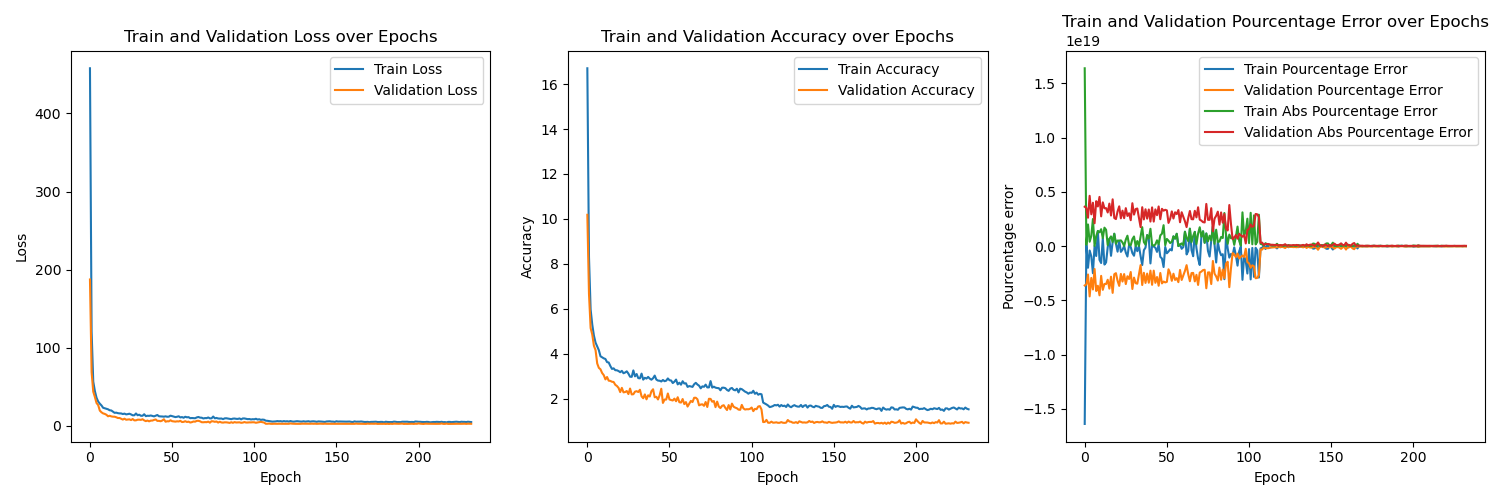 Train and Validation Loss over Epochs
Train Loss
Validation Loss
Loss
400
300
200
100
0
0 50 100 150 200
Epoch
Train and Validation Accuracy over Epochs
Train Accuracy
Validation Accuracy
Accuracy
16
14
12
10
8
6
4
2
0 50 100 150 200
Epoch
Train and Validation Pourcentage Error over Epochs
1e19
Train Pourcentage Error
Validation Pourcentage Error
Train Abs Pourcentage Error
Validation Abs Pourcentage Error
Pourcentage error
1.5
1.0
0.5
0.0
−0.5
−1.0
−1.5
0 50 100 150 200
Epoch